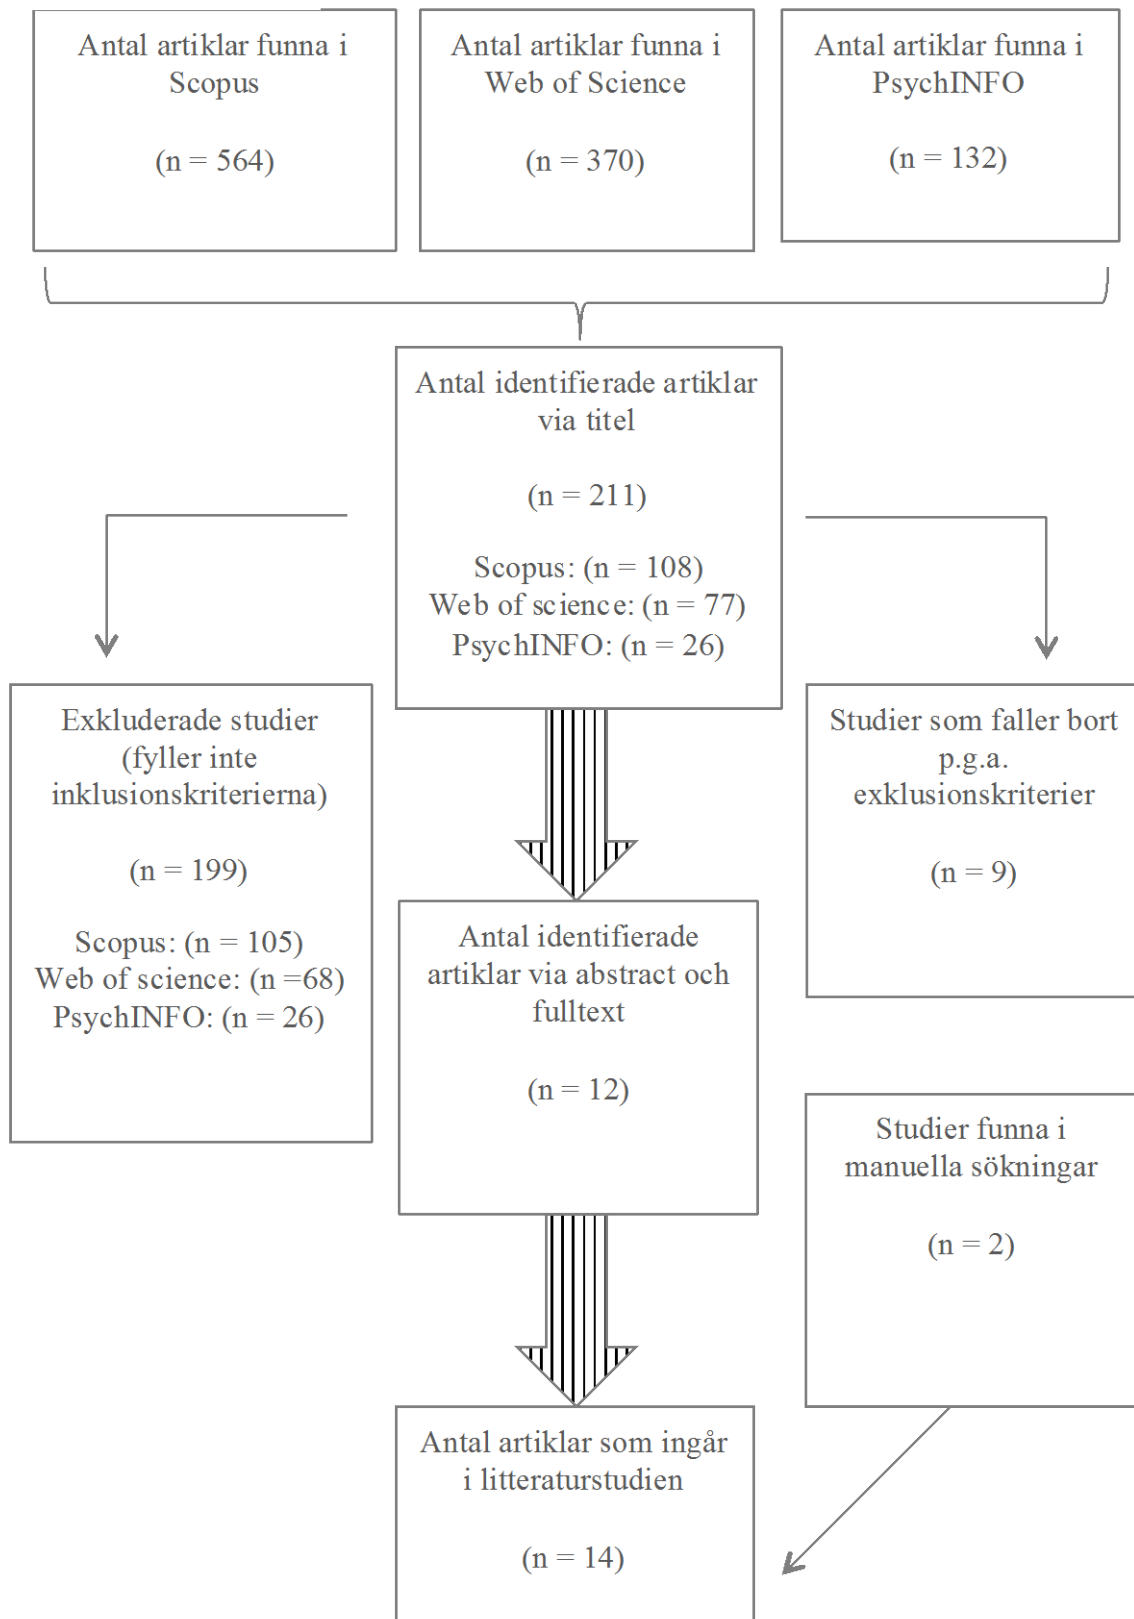 Antal artiklar funna i
Scopus
(n = 564)
Antal artiklar funna i
Web of Science
(n = 370)
Antal artiklar funna i
PsychINFO
(n = 132)
Antal identifierade artiklar
via titel
(n = 211)
Scopus: (n = 108)
Web of science: (n = 77)
PsychINFO: (n = 26)
Exkluderade studier
(fyller inte
inklusionskriterierna)
(n = 199)
Scopus: (n = 105)
Web of science: (n =68)
PsychINFO: (n = 26)
Studier som faller bort
p.g.a.
exklusionskriterier
(n = 9)
Antal identifierade
artiklar via abstract och
fulltext
(n = 12)
Studier funna i
manuella sökningar
(n = 2)
Antal artiklar som ingår
i litteraturstudien
(n = 14)